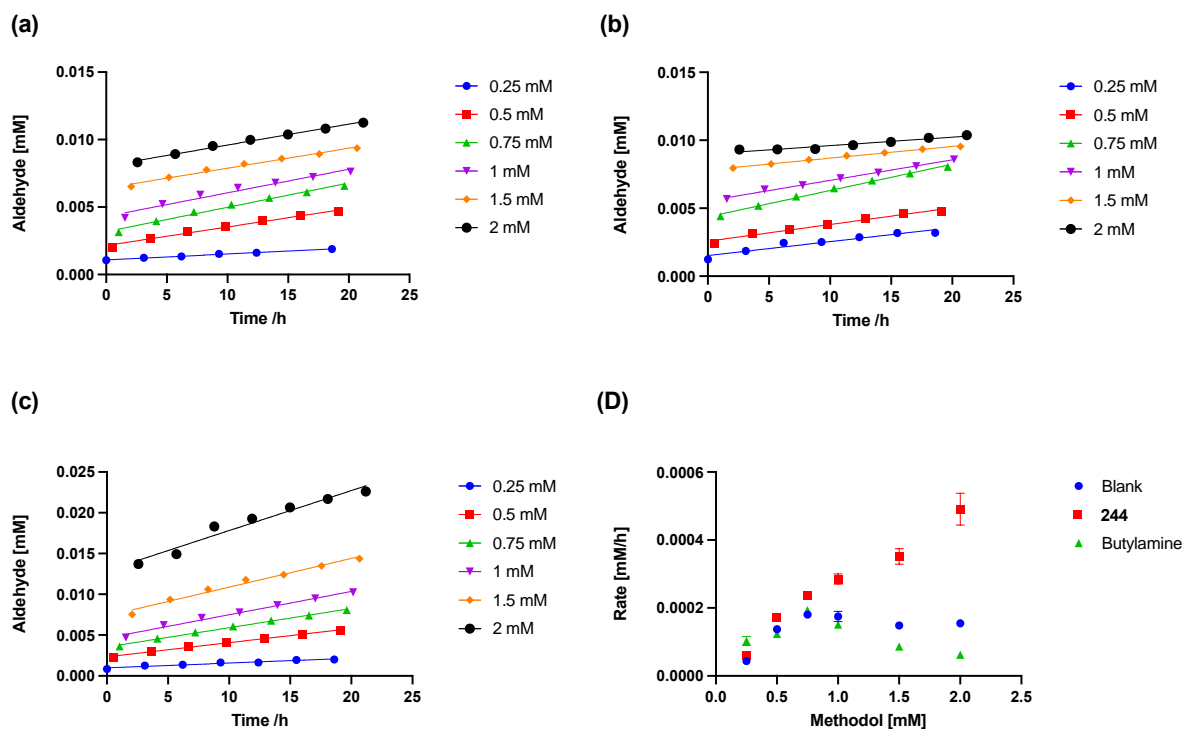 (a)
Aldehyde [mM]
0.015
0.010
0.005
0.000
0 5 10 15 20 25
Time /h
0.25 mM
0.5 mM
0.75 mM
1 mM
1.5 mM
2 mM
(b)
Aldehyde [mM]
0.015
0.010
0.005
0.000
0 5 10 15 20 25
Time /h
0.25 mM
0.5 mM
0.75 mM
1 mM
1.5 mM
2 mM
(c)
Aldehyde [mM]
0.025
0.020
0.015
0.010
0.005
0.000
0 5 10 15 20 25
Time /h
0.25 mM
0.5 mM
0.75 mM
1 mM
1.5 mM
2 mM
(D)
Rate [mM/h]
0.0006
0.0004
0.0002
0.0000
0.0 0.5 1.0 1.5 2.0 2.5
Methodol [mM]
Blank
244
Butylamine